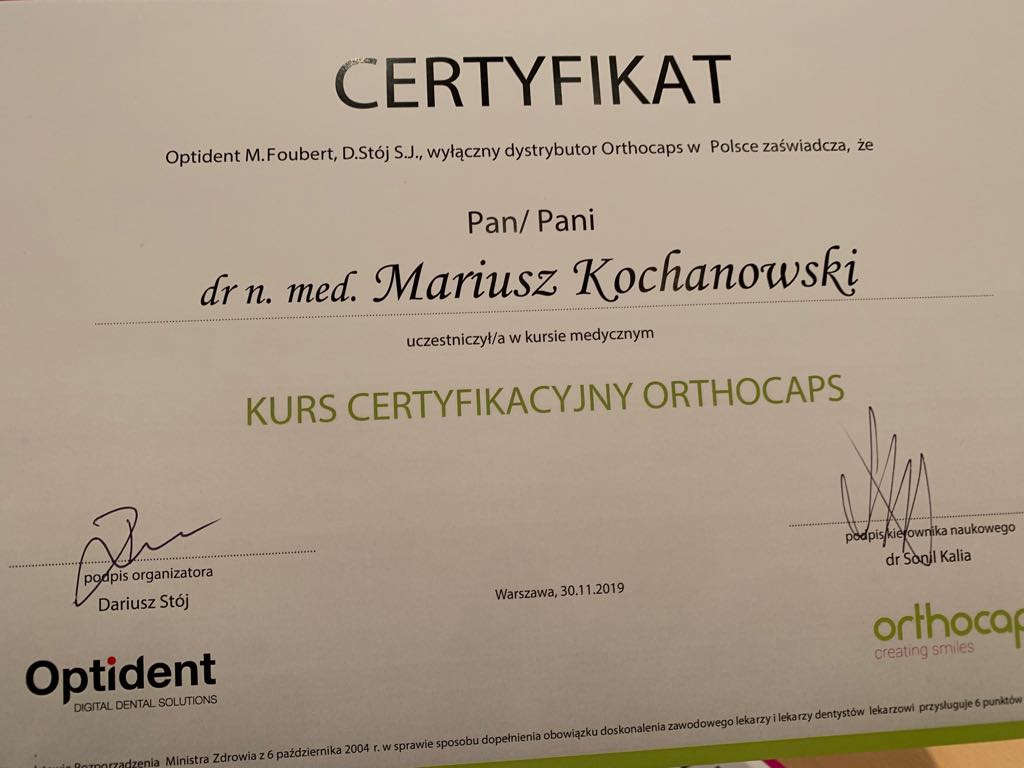 CERTYFIKAT
Optident M.Foubert, D.Stój S.J., wyłączny dystrybutor Orthocaps w Polsce zaświadcza, że
Pan/ Pani
dr n. med. Mariusz Kochanowski
uczestniczył/a w kursie medycznym
KURS CERTYFIKACYJNY ORTHOCAPS
podpis organizatora
Dariusz Stój
Warszawa, 30.11.2019
podpis kierownika naukowego
dr Sonil Kalia
Optident
DIGITAL DENTAL SOLUTIONS
orthocap
creating smiles
Rozporządzenia Ministra Zdrowia z 6 października 2004 r. w sprawie sposobu dopełnienia obowiązku doskonalenia zawodowego lekarzy i lekarzy dentystów lekarzowi przysługuje 6 punktów